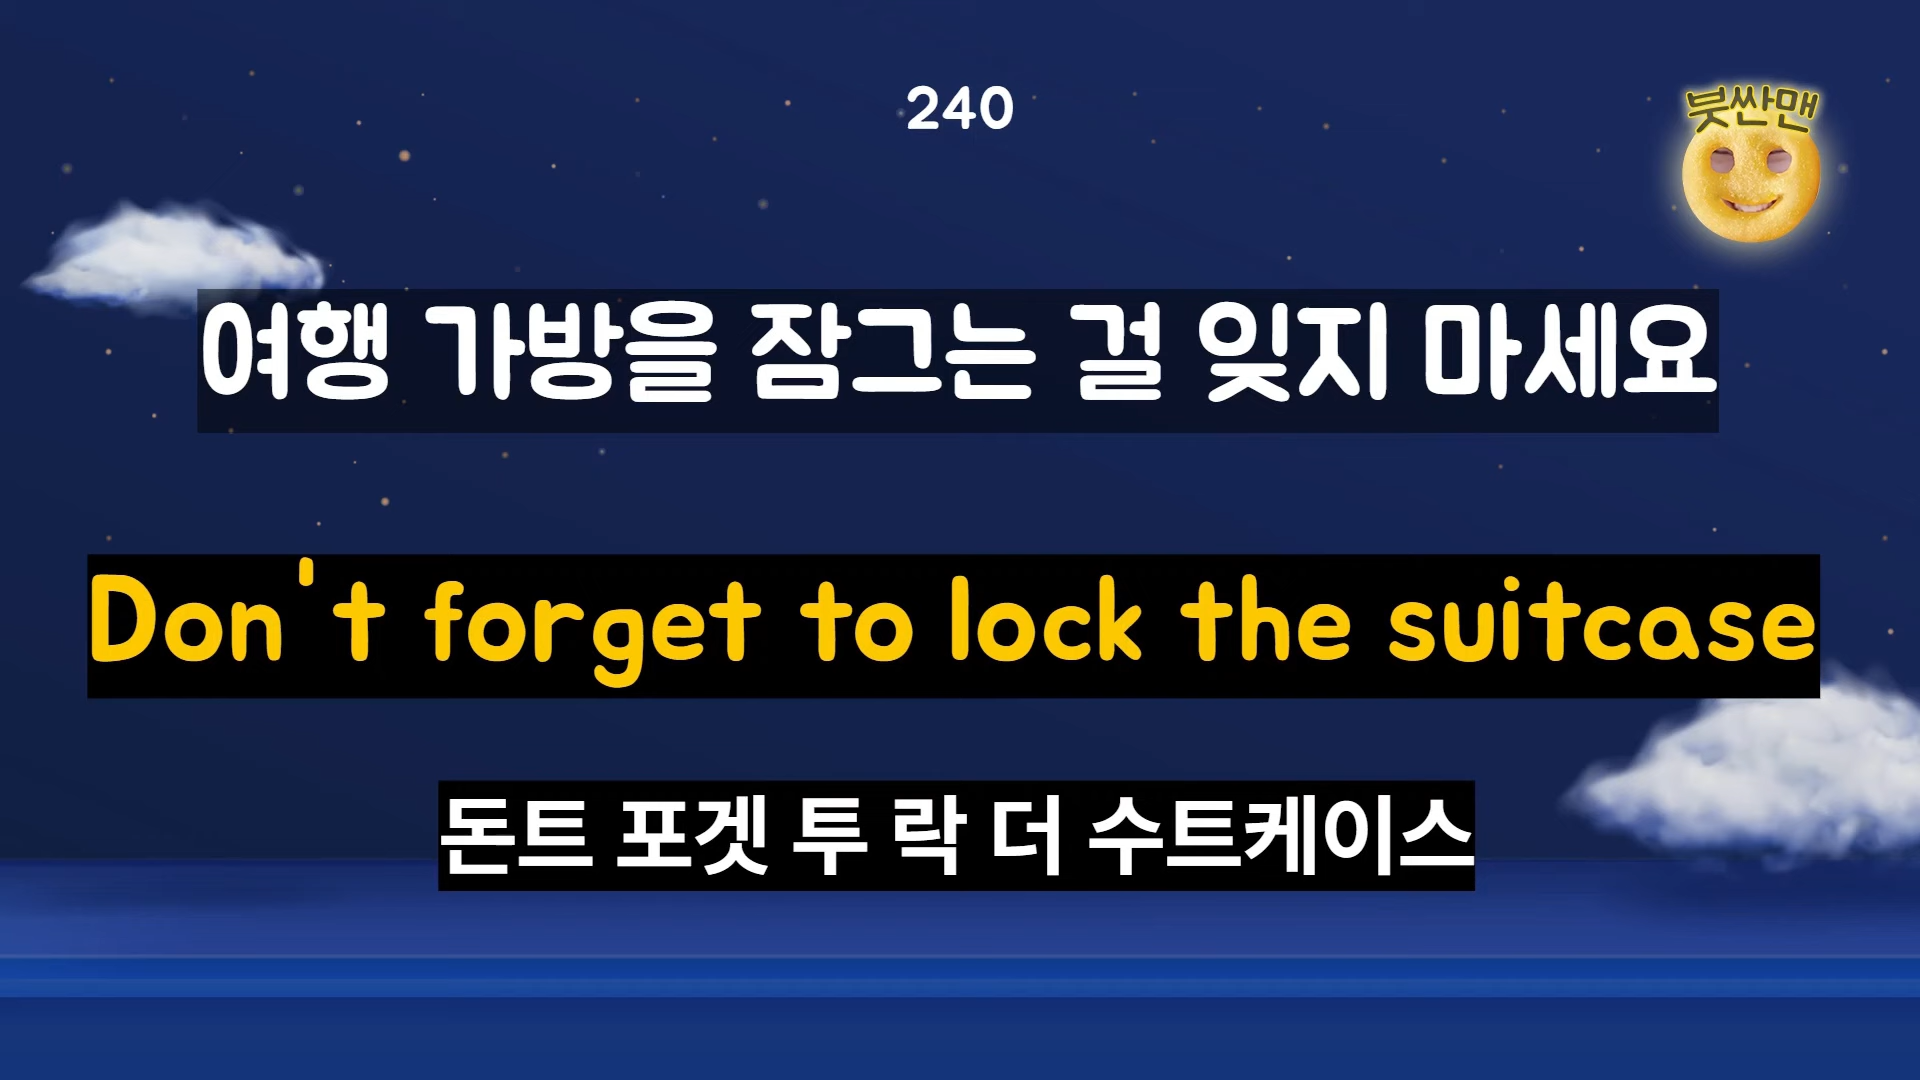 240
붓싼맨
여행 가방을 잠그는 걸 잊지 마세요
Don't forget to lock the suitcase
돈트 포겟 투 락 더 수트케이스